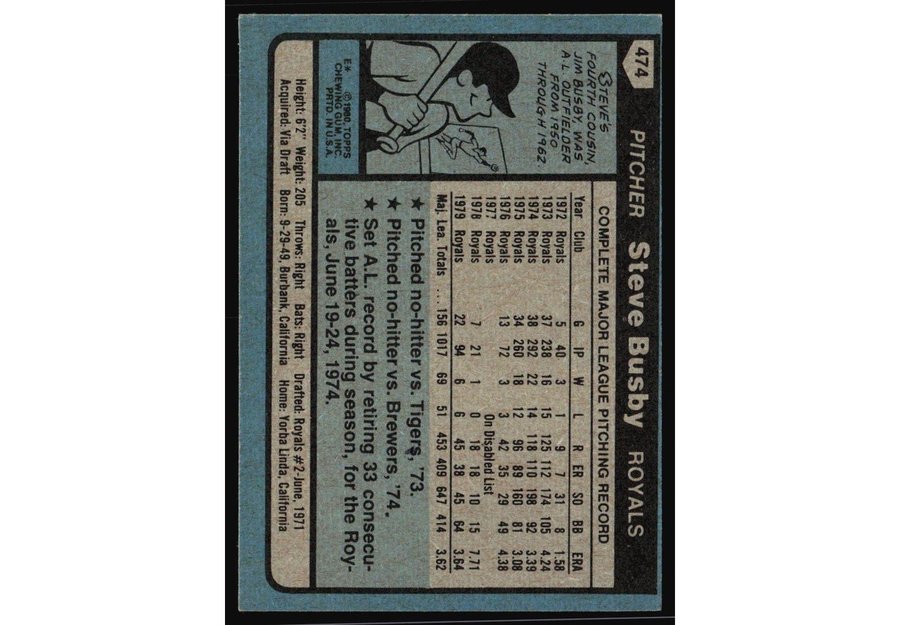 474
PITCHER Steve Busby ROYALS
STEVE'S
FOURTH COUSIN,
JIM BUSBY, WAS
A.L OUTFIELDER
FROM 1950
THROUGH 1962.
E* ©1980, TOPPS
CHEWING GUM, INC.
PRTD. IN U.S.A.
COMPLETE MAJOR LEAGUE PITCHING RECORD
Year Club G IP W L R ER SO BB ERA
1972 Royals 5 40 3 1 9 7 31 8 1.58
1973 Royals 37 238 16 15 125 112 174 105 4.24
1974 Royals 38 292 22 14 118 110 198 92 3.39
1975 Royals 34 260 18 12 96 89 160 81 3.08
1976 Royals 13 72 3 3 42 35 29 49 4.38
1977 Royals On Disabled List
1978 Royals 7 21 1 0 18 18 10 15 7.71
1979 Royals 22 94 6 6 45 38 45 64 3.64
Maj. Lea. Totals ... 156 1017 69 51 453 409 647 414 3.62
★ Pitched no-hitter vs. Tigers, '73.
★ Pitched no-hitter vs. Brewers, '74.
★ Set A.L. record by retiring 33 consecu-
tive batters during season, for the Roy-
als, June 19-24, 1974.
Height: 6'2" Weight: 205 Throws: Right Bats: Right Drafted: Royals #2-June, 1971
Acquired: Via Draft Born: 9-29-49, Burbank, California Home: Yorba Linda, California